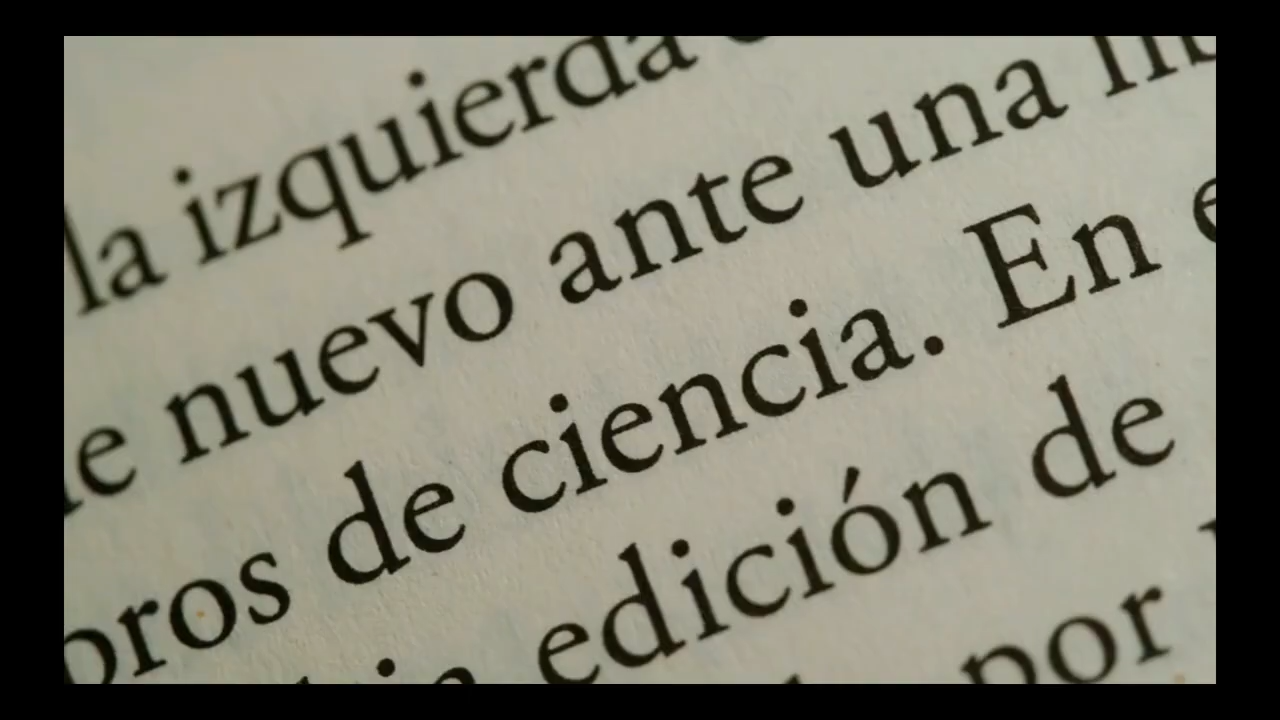 la izquierda
nuevo ante una
de ciencia. En
edición de
por